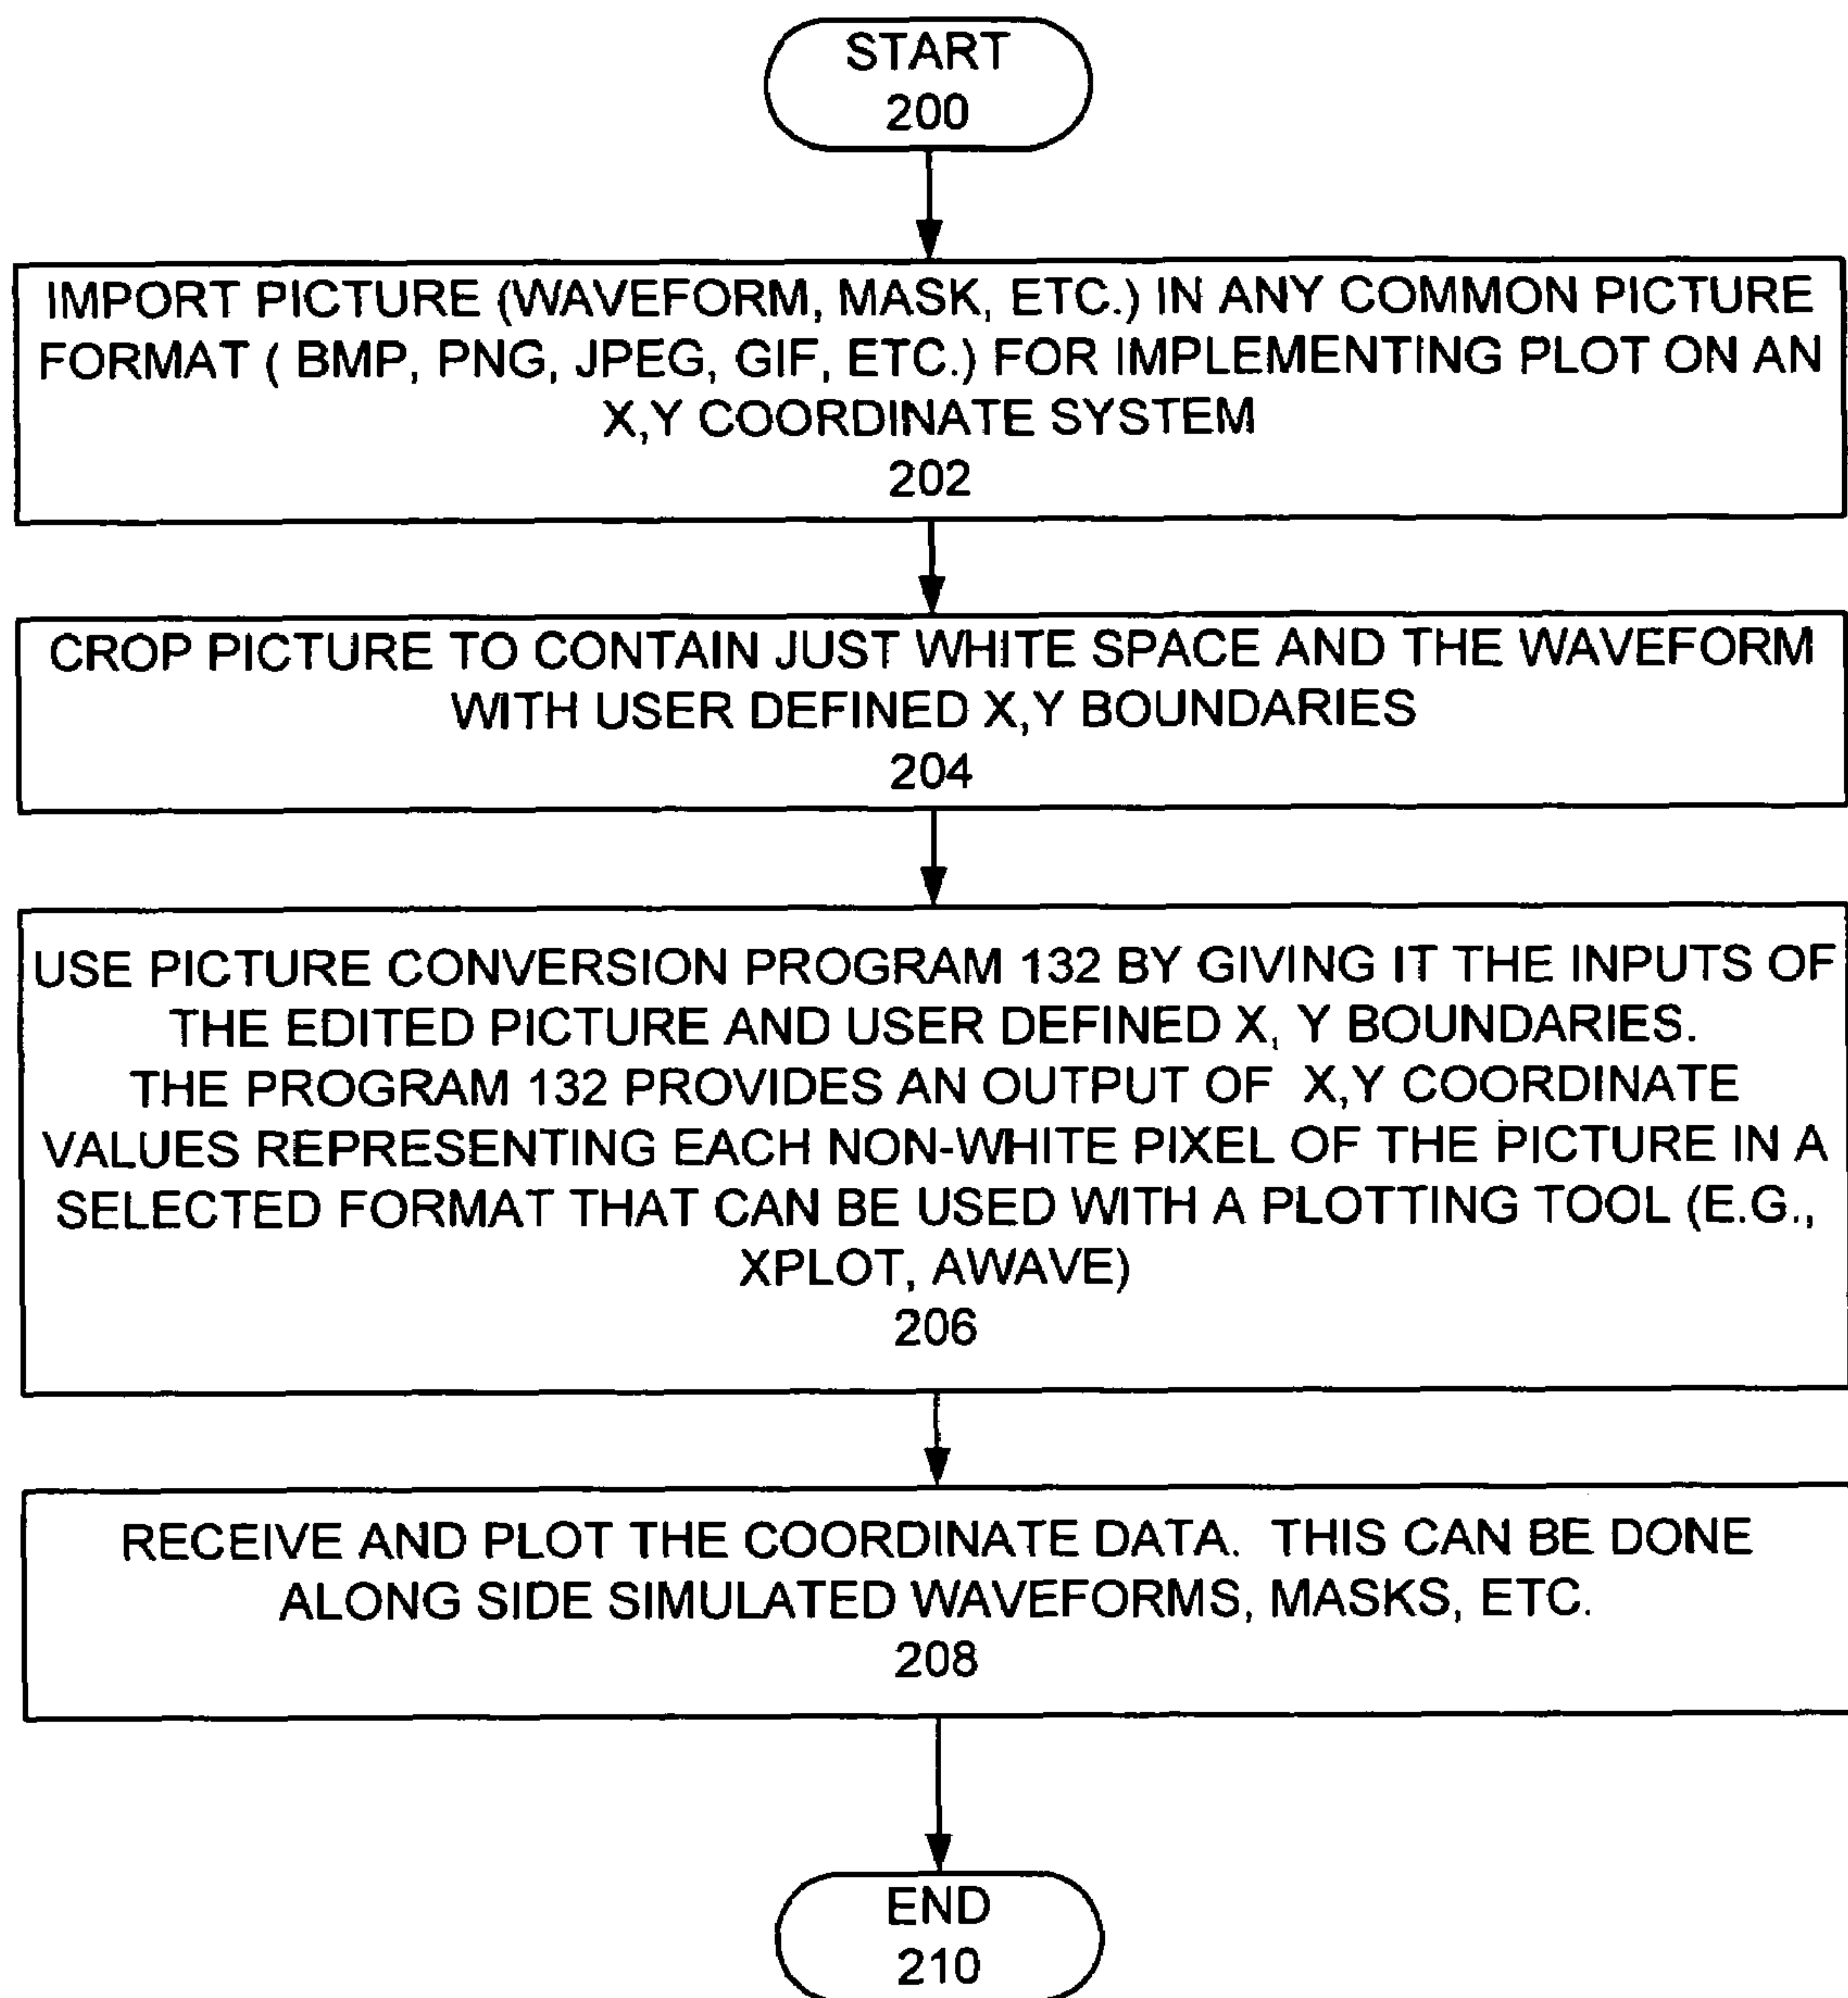 START
200
IMPORT PICTURE (WAVEFORM, MASK, ETC.) IN ANY COMMON PICTURE
FORMAT ( BMP, PNG, JPEG, GIF, ETC.) FOR IMPLEMENTING PLOT ON AN
X,Y COORDINATE SYSTEM
202
CROP PICTURE TO CONTAIN JUST WHITE SPACE AND THE WAVEFORM
WITH USER DEFINED X,Y BOUNDARIES
204
USE PICTURE CONVERSION PROGRAM 132 BY GIVING IT THE INPUTS OF
THE EDITED PICTURE AND USER DEFINED X, Y BOUNDARIES.
THE PROGRAM 132 PROVIDES AN OUTPUT OF X,Y COORDINATE
VALUES REPRESENTING EACH NON-WHITE PIXEL OF THE PICTURE IN A
SELECTED FORMAT THAT CAN BE USED WITH A PLOTTING TOOL (E.G.,
XPLOT, AWAVE)
206
RECEIVE AND PLOT THE COORDINATE DATA. THIS CAN BE DONE
ALONG SIDE SIMULATED WAVEFORMS, MASKS, ETC.
208
END
210